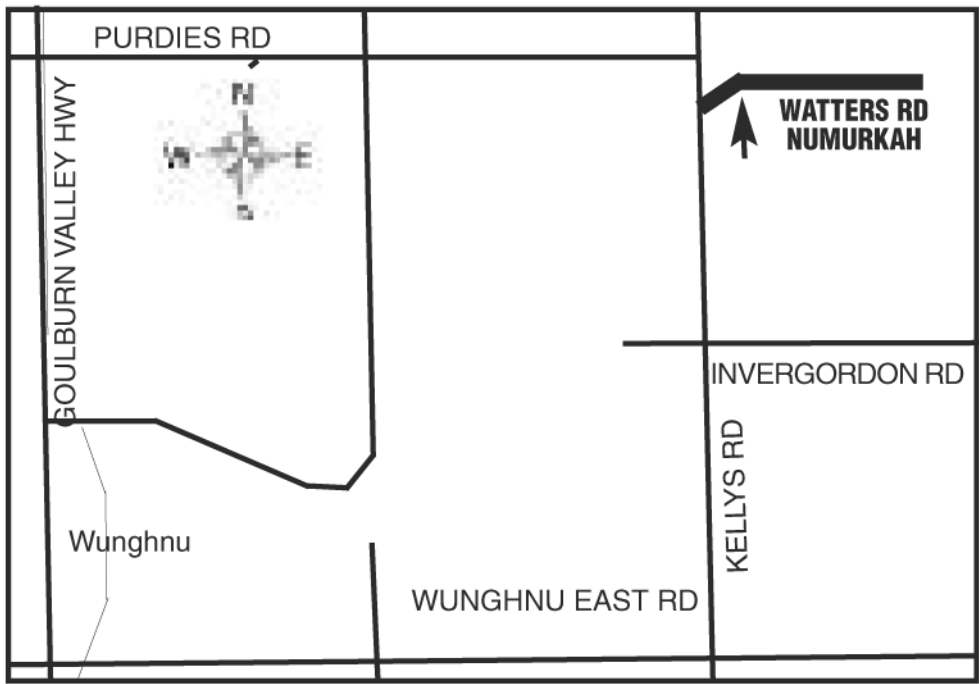 PURDIES RD
GOULBURN VALLEY HWY
N
W
E
WATTERS RD
NUMURKAH
INVERGORDON RD
KELLYS RD
Wunghnu
WUNGHNU EAST RD